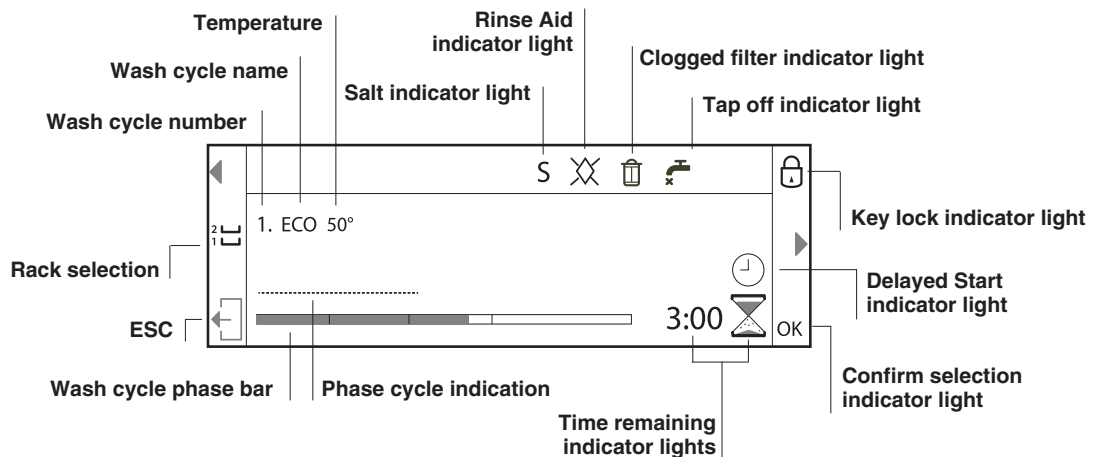 Temperature
Rinse Aid
indicator light
Clogged filter indicator light
Wash cycle name
Salt indicator light
Tap off indicator light
Wash cycle number
S
1. ECO 50°
Key lock indicator light
2
1
Rack selection
Delayed Start
indicator light
ESC
3:00
OK
Wash cycle phase bar
Phase cycle indication
Confirm selection
indicator light
Time remaining
indicator lights